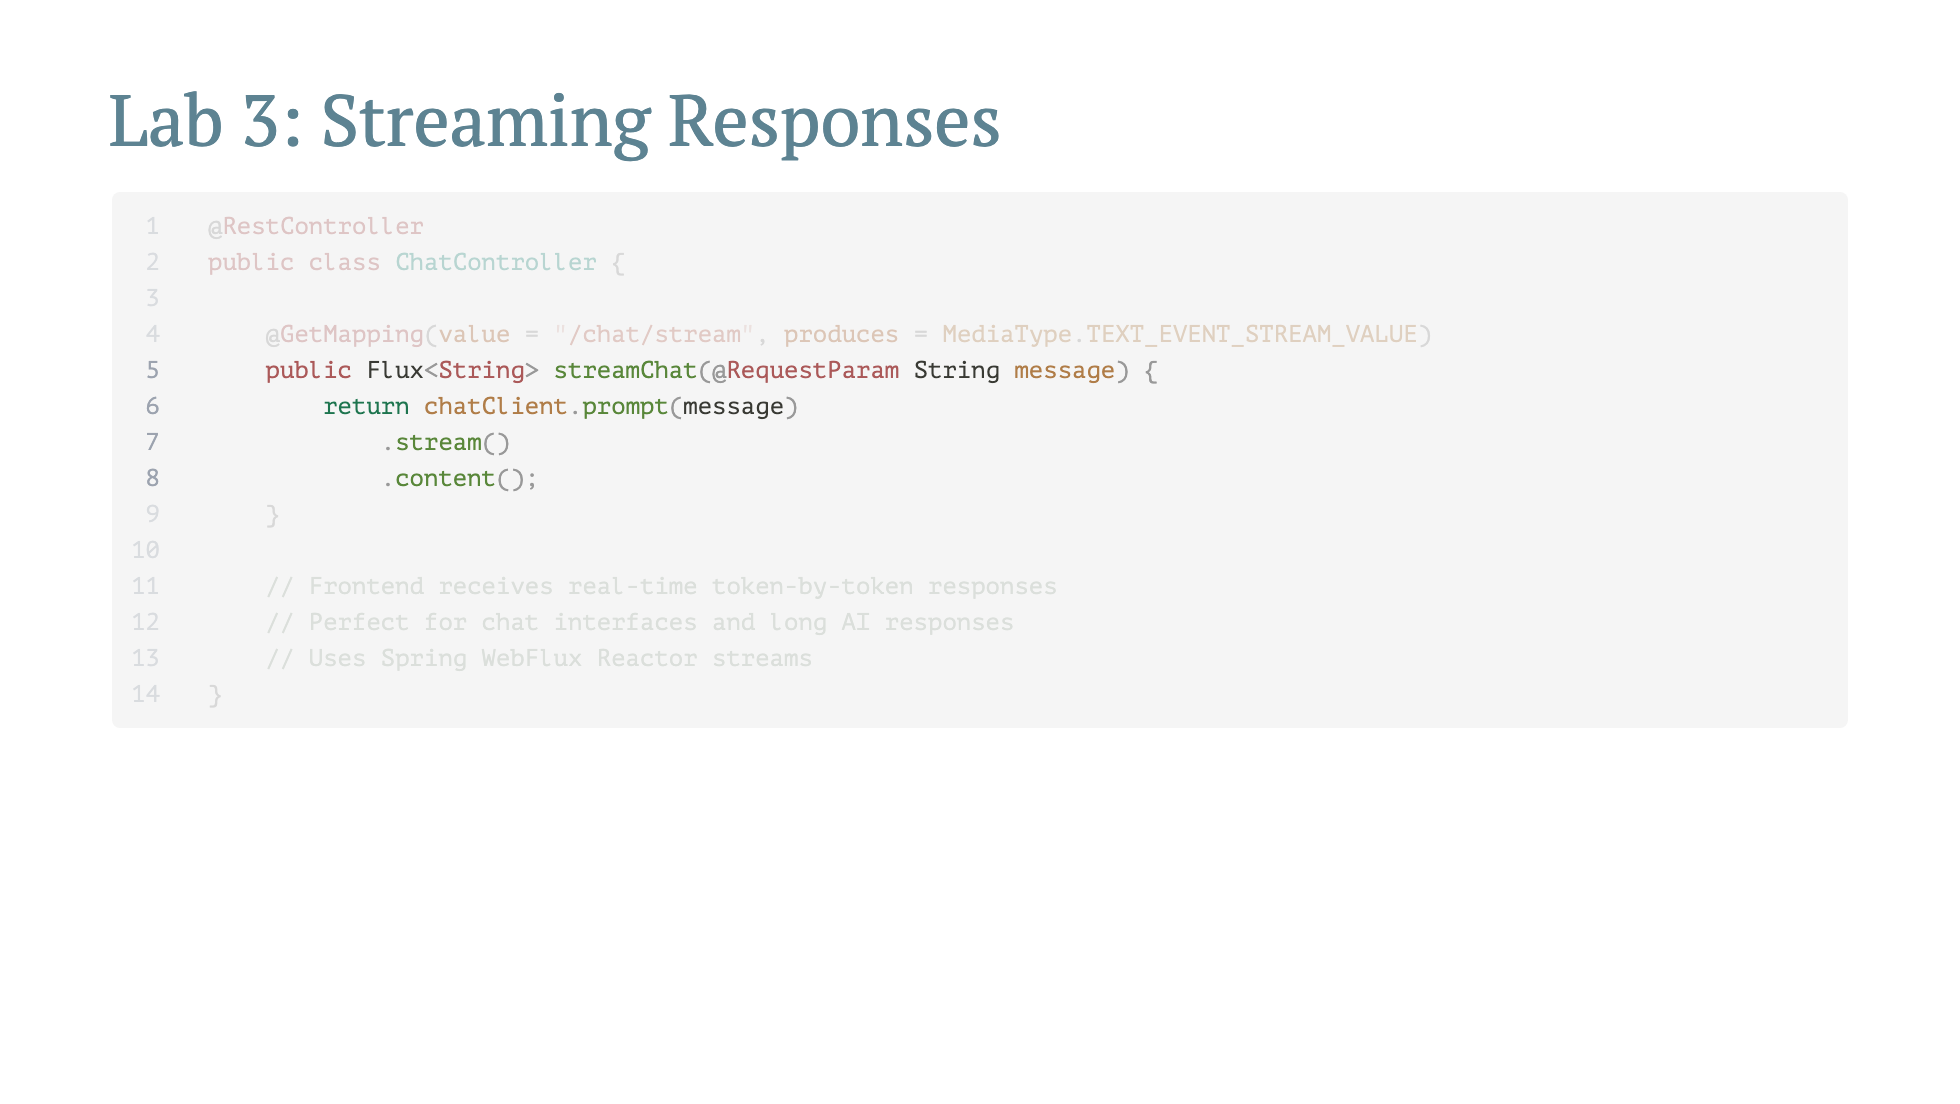 Lab 3: Streaming Responses
1 @RestController
2 public class ChatController {
3
4 @GetMapping(value = "/chat/stream", produces = MediaType.TEXT_EVENT_STREAM_VALUE)
5 public Flux<String> streamChat(@RequestParam String message) {
6 return chatClient.prompt(message)
7 .stream()
8 .content();
9 }
10
11 // Frontend receives real-time token-by-token responses
12 // Perfect for chat interfaces and long AI responses
13 // Uses Spring WebFlux Reactor streams
14 }